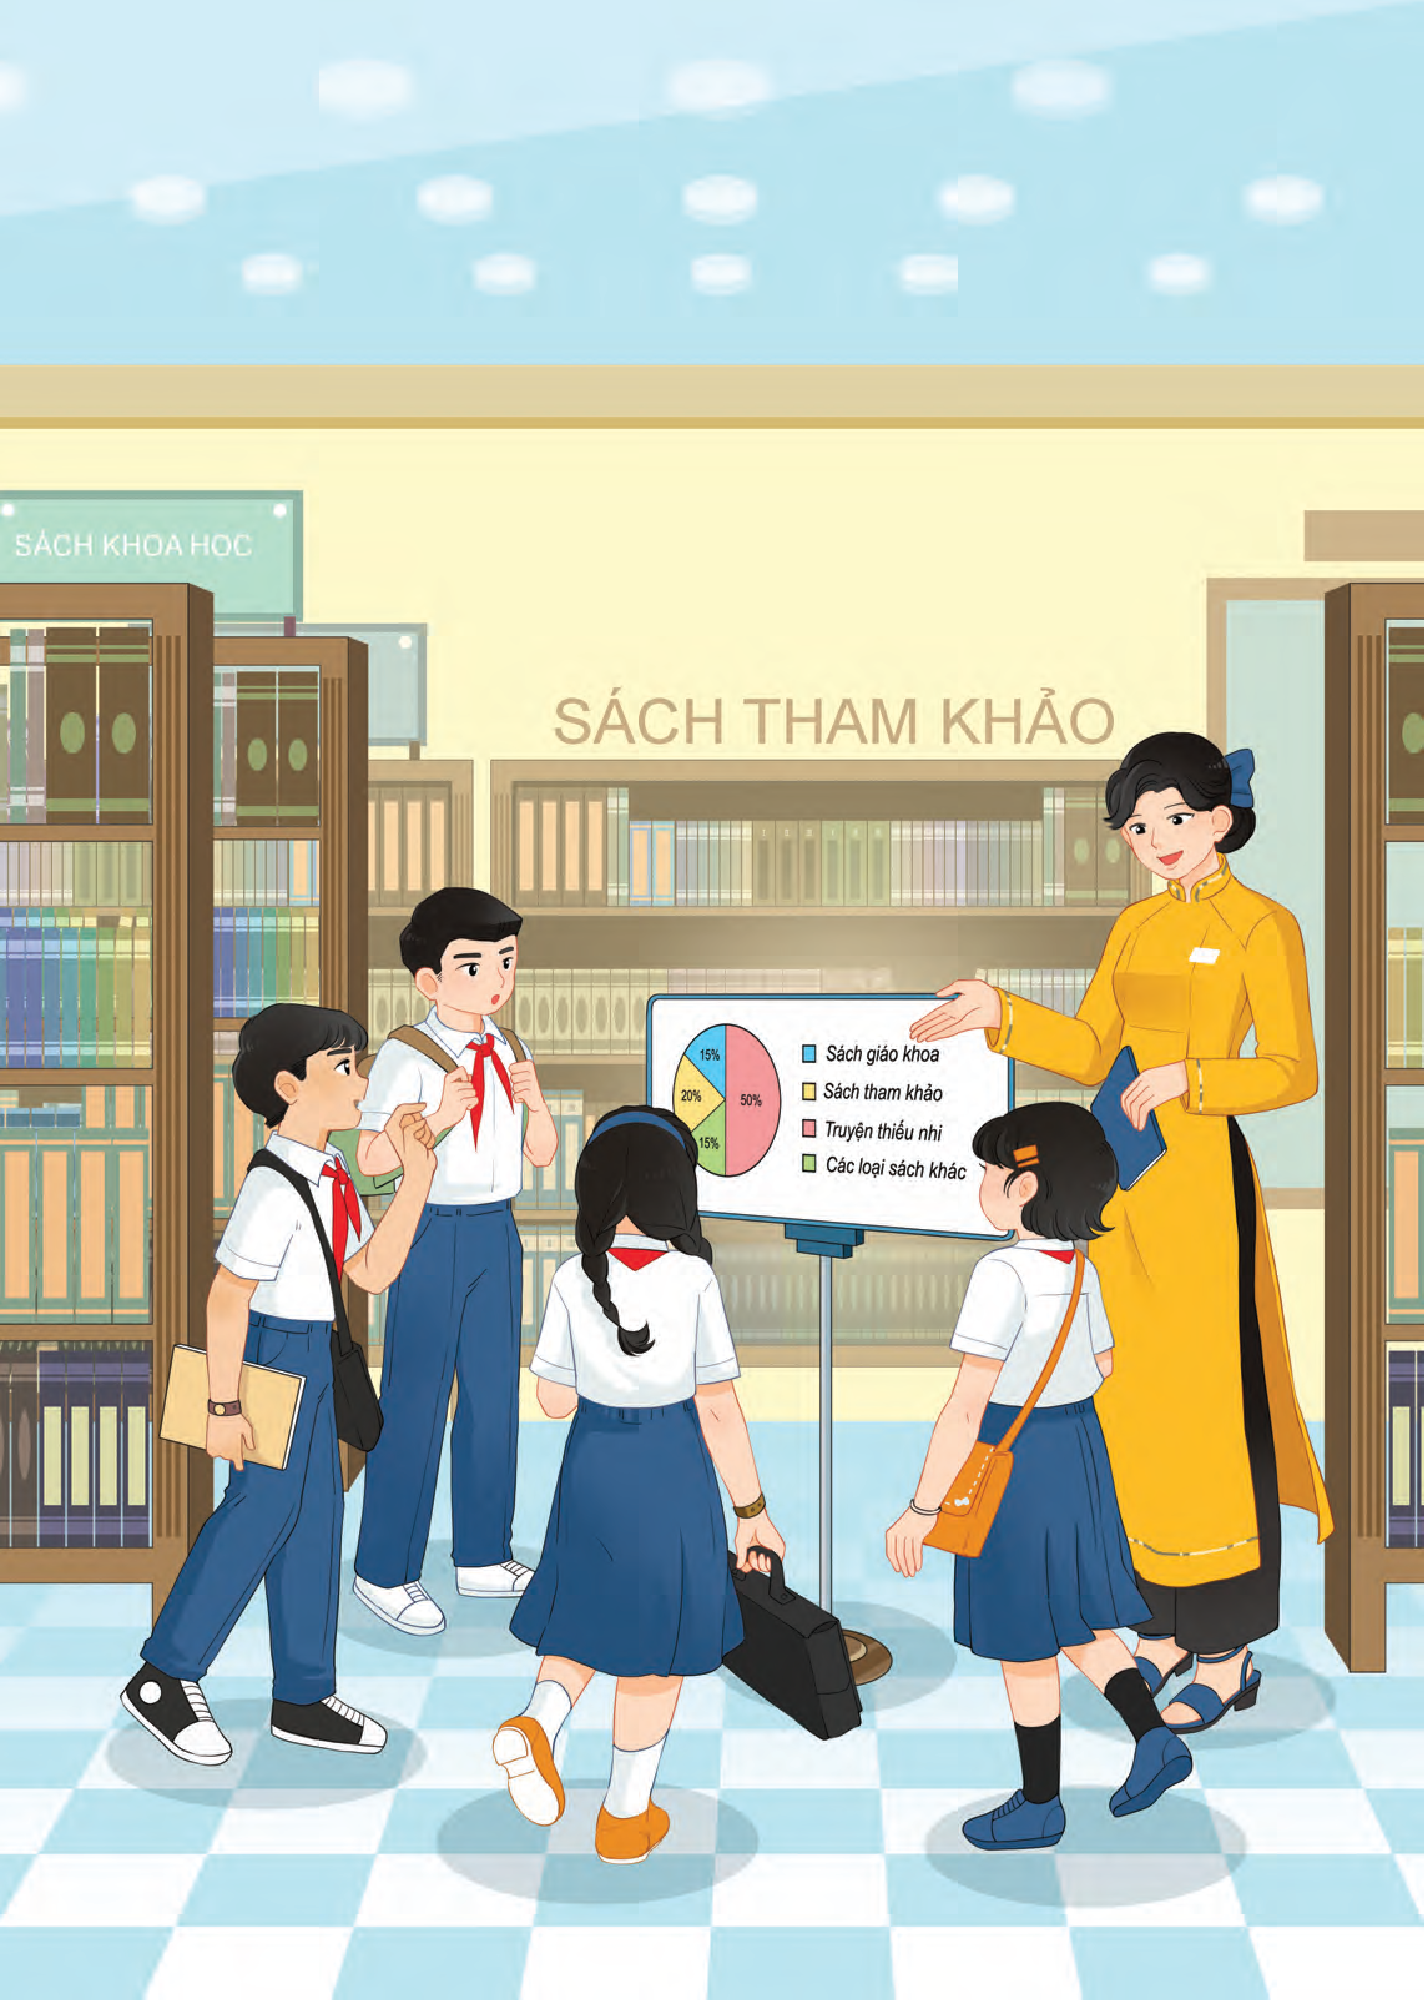 SÁCH KHOA HỌC
SÁCH THAM KHẢO
15%
20%
50%
15%
Sách giáo khoa
Sách tham khảo
Truyện thiếu nhi
Các loại sách khác